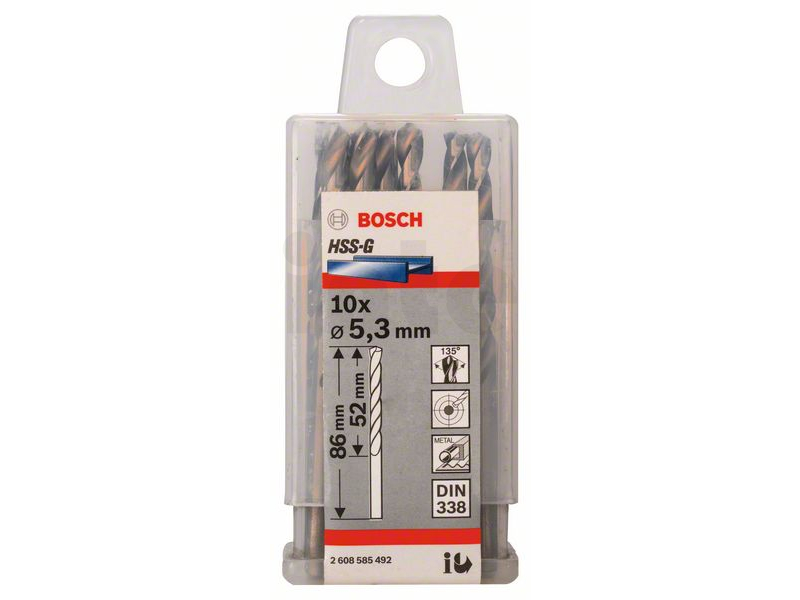 BOSCH
HSS-G
10x
ø 5,3 mm
135°
86 mm
52 mm
METAL
DIN
338
2 608 585 492